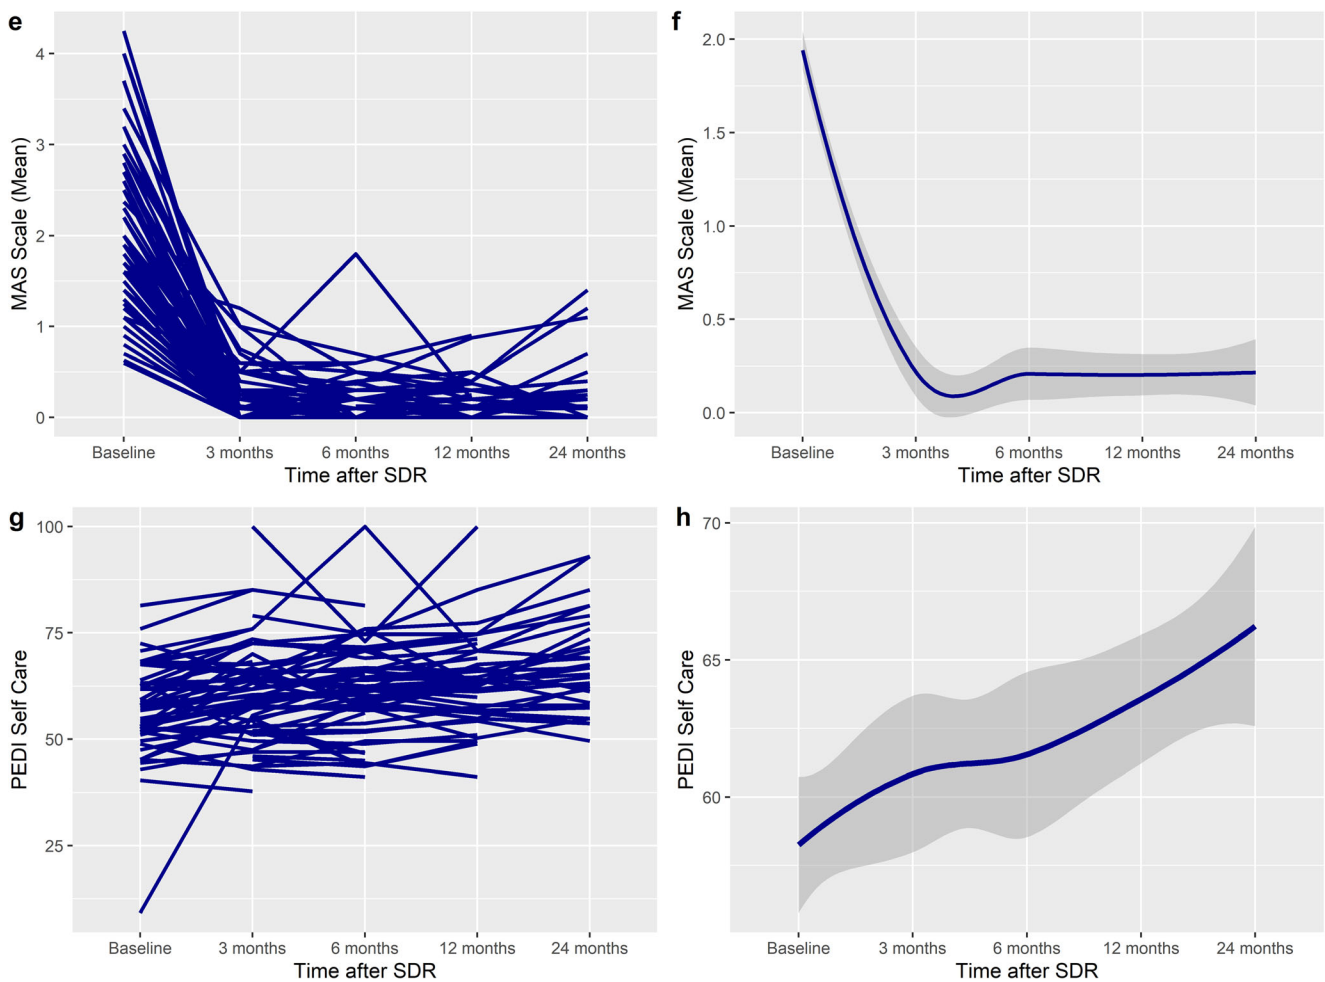 e
MAS Scale (Mean)
4
3
2
1
0
Baseline 3 months 6 months 12 months 24 months
Time after SDR
f
MAS Scale (Mean)
2.0
1.5
1.0
0.5
0.0
Baseline 3 months 6 months 12 months 24 months
Time after SDR
g
PEDI Self Care
100
75
50
25
Baseline 3 months 6 months 12 months 24 months
Time after SDR
h
PEDI Self Care
70
65
60
Baseline 3 months 6 months 12 months 24 months
Time after SDR